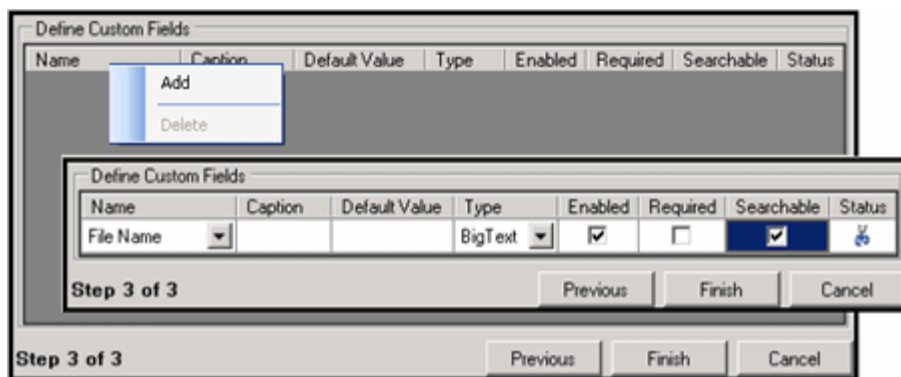 Define Custom Fields
Name Caption Default Value Type Enabled Required Searchable Status
Add
Delete
Define Custom Fields
Name Caption Default Value Type Enabled Required Searchable Status
File Name BigText
Step 3 of 3 Previous Finish Cancel
Step 3 of 3 Previous Finish Cancel